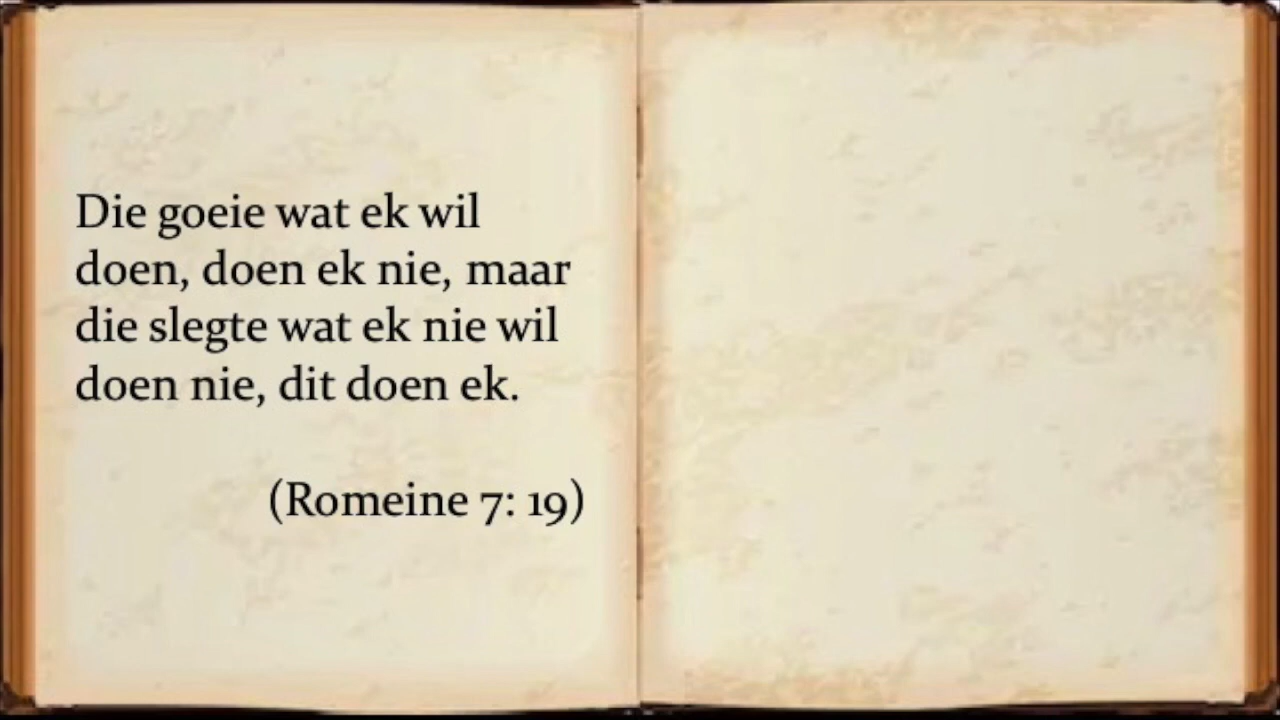 Die goeie wat ek wil
doen, doen ek nie, maar
die slegte wat ek nie wil
doen nie, dit doen ek.
(Romeine 7: 19)